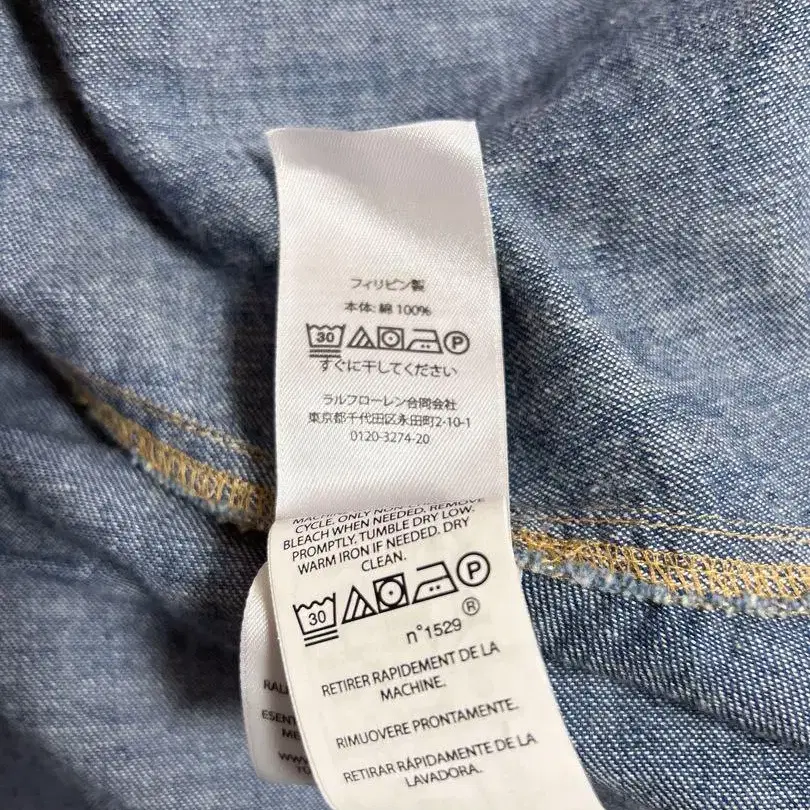 フィリピン製
本体: 綿 100%
30 P
すぐに干してください
ラルフローレン合同会社
東京都千代田区永田町2-10-1
0120-3274-20
CYCLE. ONLY NON REMOVE
BLEACH WHEN NEEDED.
PROMPTLY. TUMBLE DRY LOW.
WARM IRON IF NEEDED. DRY
CLEAN.
30 P
n°1529 ®
RETIRER RAPIDEMENT DE LA
MACHINE.
RIMUOVERE PRONTAMENTE.
RETIRAR RÁPIDAMENTE DE LA
LAVADORA.